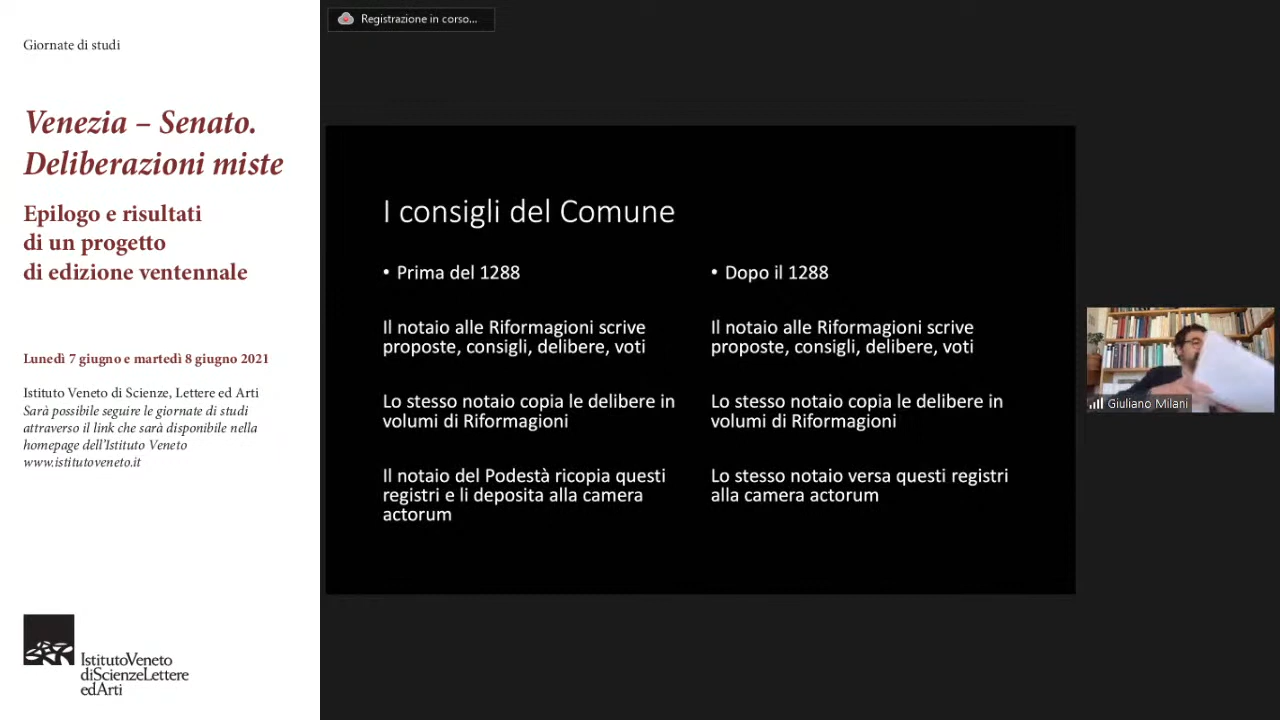 Giornate di studi
Venezia – Senato.
Deliberazioni miste
Epilogo e risultati
di un progetto
di edizione ventennale
Lunedì 7 giugno e martedì 8 giugno 2021
Istituto Veneto di Scienze, Lettere ed Arti
Sarà possibile seguire le giornate di studi
attraverso il link che sarà disponibile nella
homepage dell'Istituto Veneto
www.istitutoveneto.it
IstitutoVeneto
diScienzeLettere
edArti
Registrazione in corso...
I consigli del Comune
• Prima del 1288
Il notaio alle Riformagioni scrive
proposte, consigli, delibere, voti
Lo stesso notaio copia le delibere in
volumi di Riformagioni
Il notaio del Podestà ricopia questi
registri e li deposita alla camera
actorum
• Dopo il 1288
Il notaio alle Riformagioni scrive
proposte, consigli, delibere, voti
Lo stesso notaio copia le delibere in
volumi di Riformagioni
Lo stesso notaio versa questi registri
alla camera actorum
Giuliano Milani